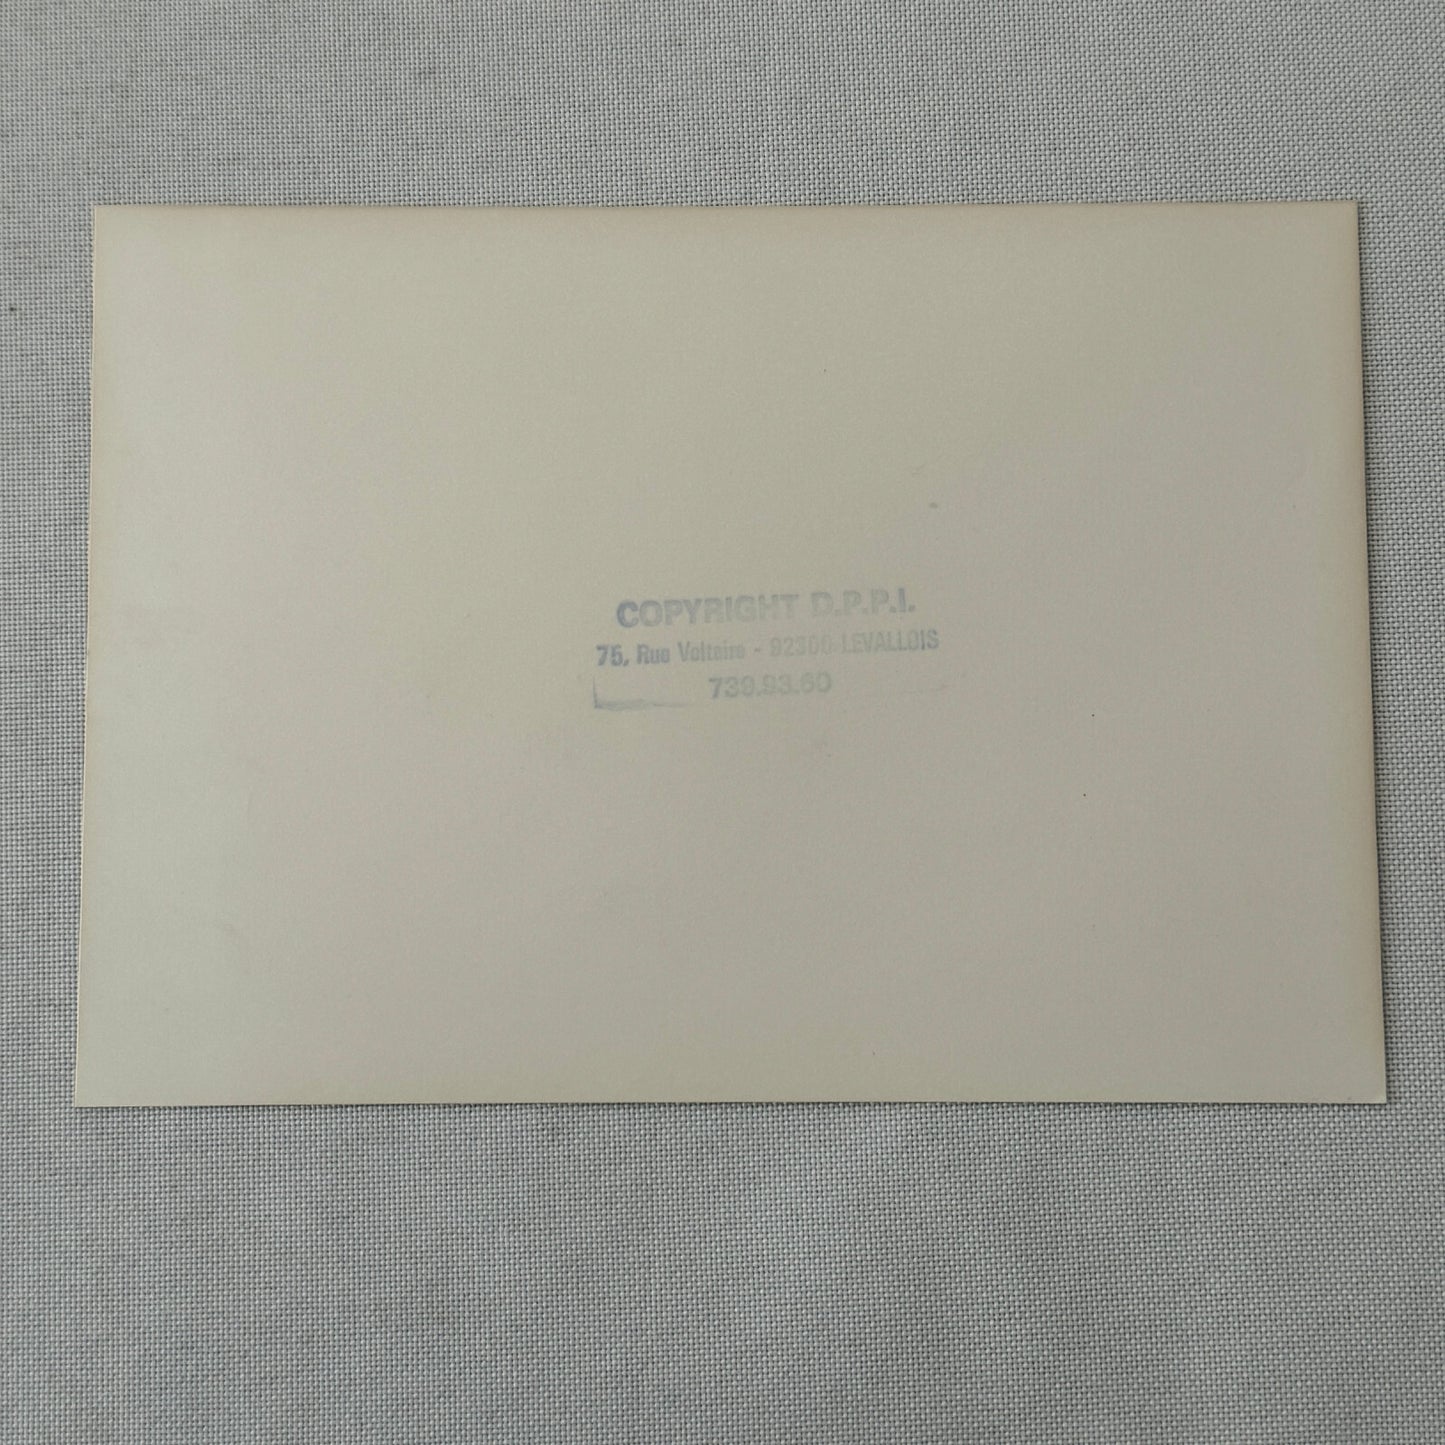 COPYRIGHT D.P.P.I.
75, Rue Voltaire - 92300 LEVALLOIS
739.93.60